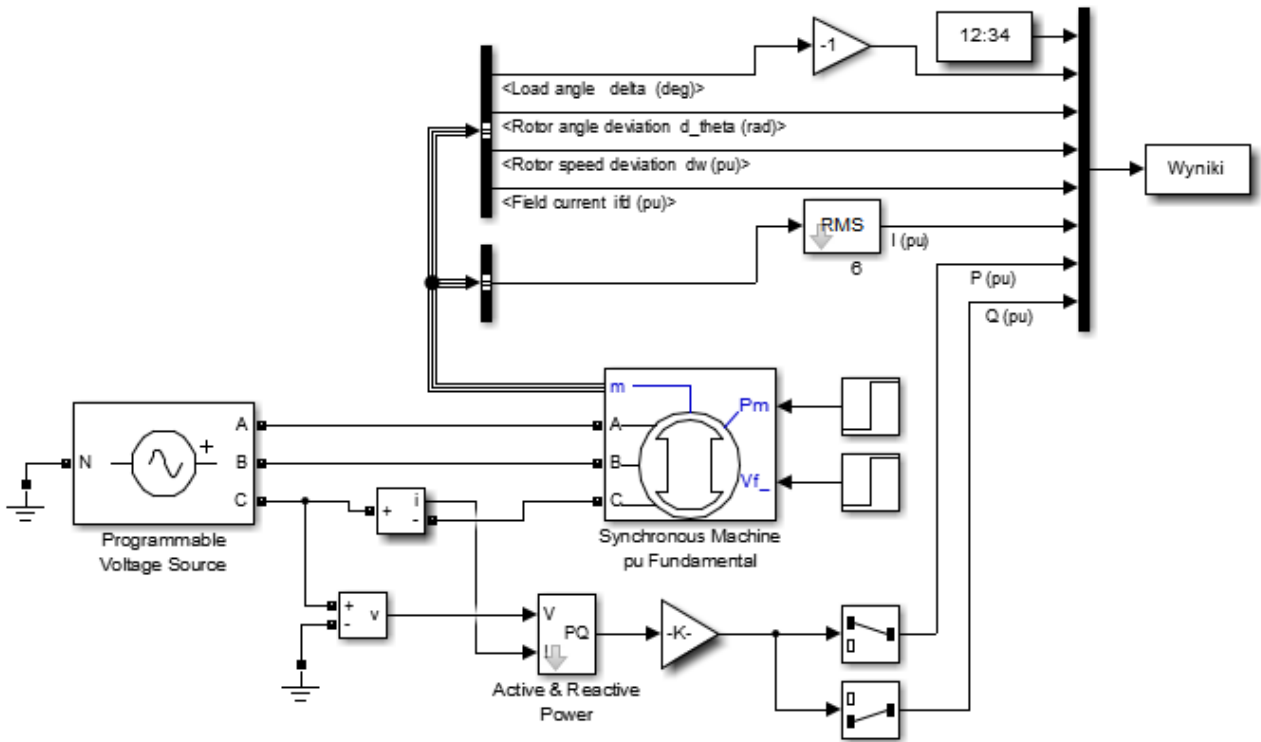 12:34
-1
<Load angle delta (deg)>
<Rotor angle deviation d_theta (rad)>
<Rotor speed deviation dw (pu)>
<Field current ifd (pu)>
Wyniki
RMS
I (pu)
6
P (pu)
Q (pu)
m
Pm
A
B
C
Vf_
N
+
A
B
C
+
i
-
Programmable
Voltage Source
Synchronous Machine
pu Fundamental
+
-
v
V
I
PQ
-K-
Active & Reactive
Power